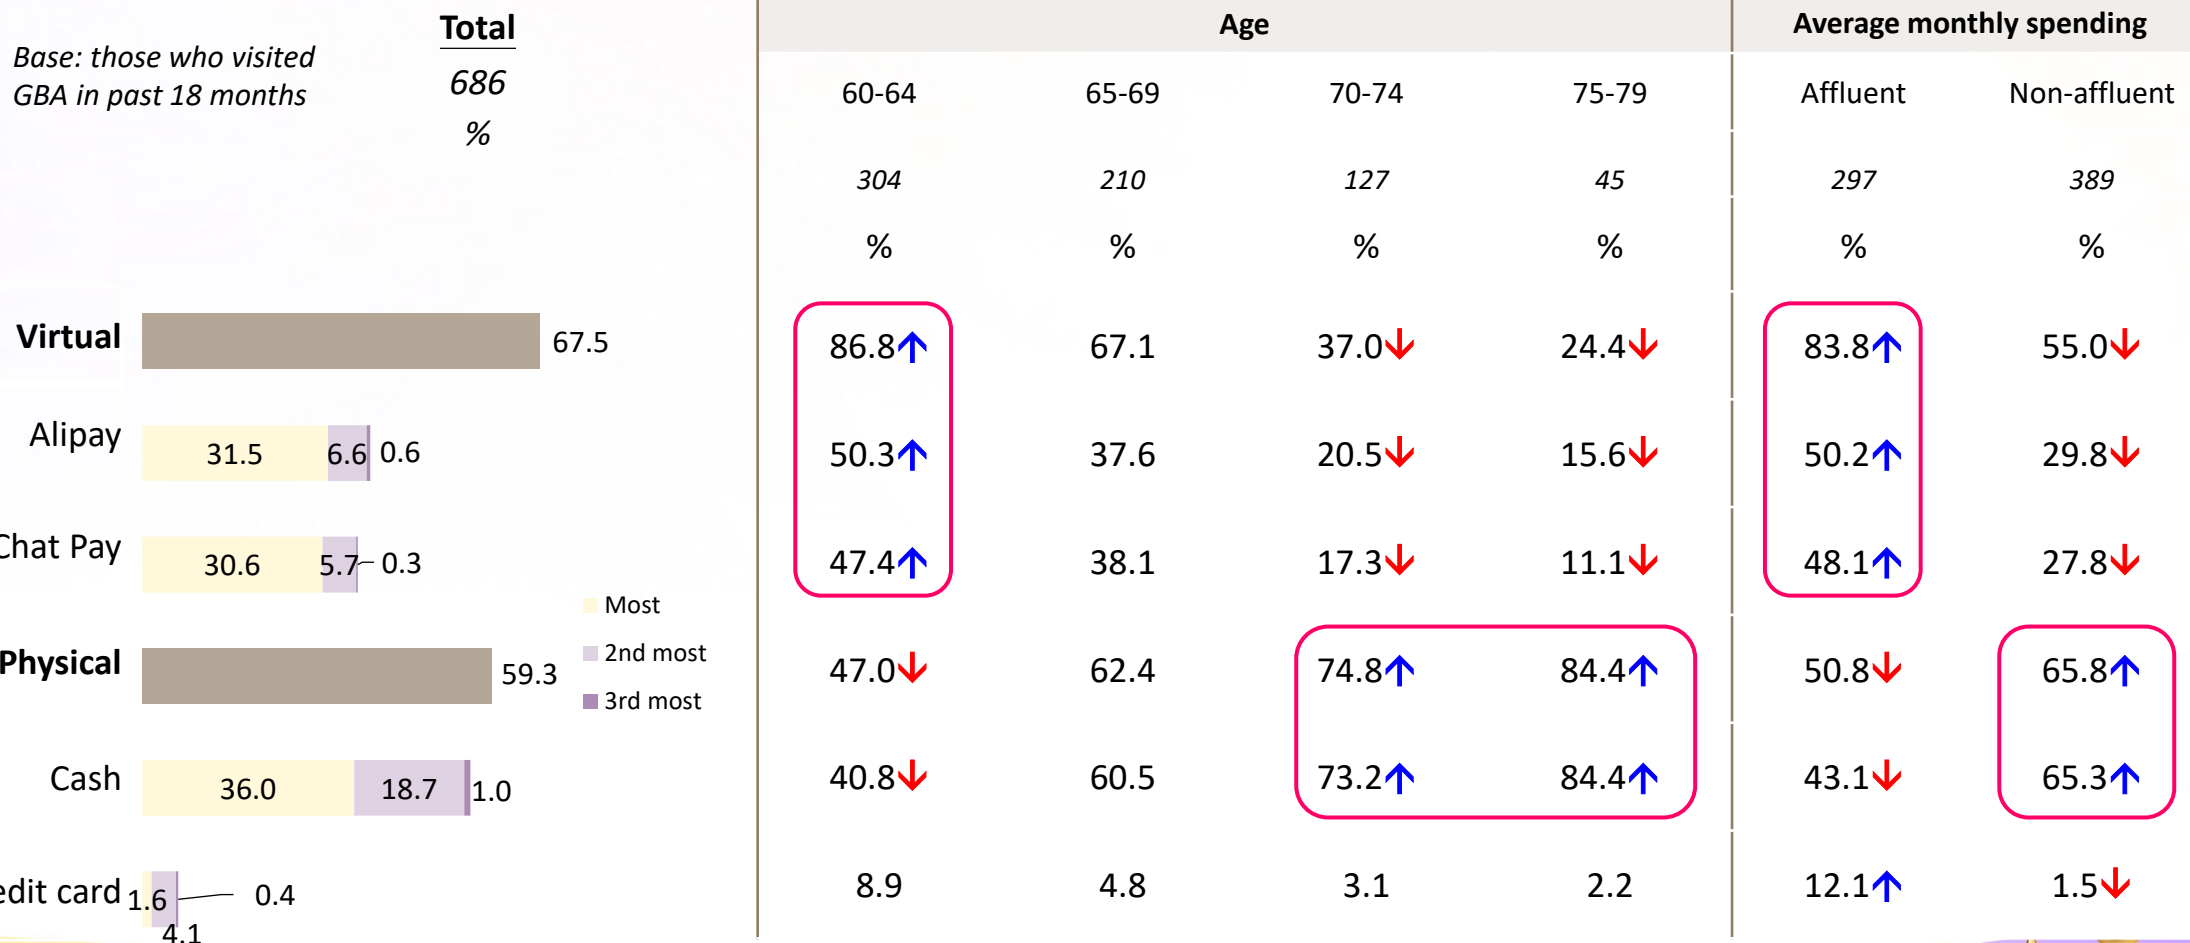 Total
Base: those who visited
GBA in past 18 months
686
%
Age
Average monthly spending
60-64 65-69 70-74 75-79 Affluent Non-affluent
304 210 127 45 297 389
% % % % % %
Virtual 67.5 86.8↑ 67.1 37.0↓ 24.4↓ 83.8↑ 55.0↓
Alipay 31.5 6.6 0.6 50.3↑ 37.6 20.5↓ 15.6↓ 50.2↑ 29.8↓
Chat Pay 30.6 5.7 0.3 47.4↑ 38.1 17.3↓ 11.1↓ 48.1↑ 27.8↓
Most
2nd most
3rd most
Physical 59.3 47.0↓ 62.4 74.8↑ 84.4↑ 50.8↓ 65.8↑
Cash 36.0 18.7 1.0 40.8↓ 60.5 73.2↑ 84.4↑ 43.1↓ 65.3↑
edit card 1.6 4.1 0.4 8.9 4.8 3.1 2.2 12.1↑ 1.5↓